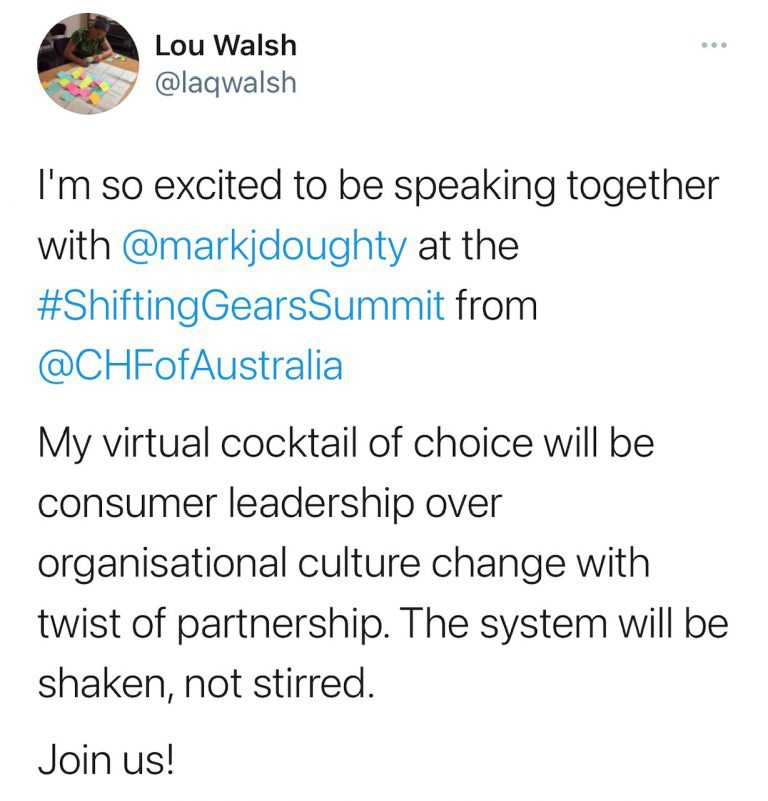 Lou Walsh
@laqwalsh
I'm so excited to be speaking together
with @markjdoughty at the
#ShiftingGearsSummit from
@CHFofAustralia
My virtual cocktail of choice will be
consumer leadership over
organisational culture change with
twist of partnership. The system will be
shaken, not stirred.
Join us!